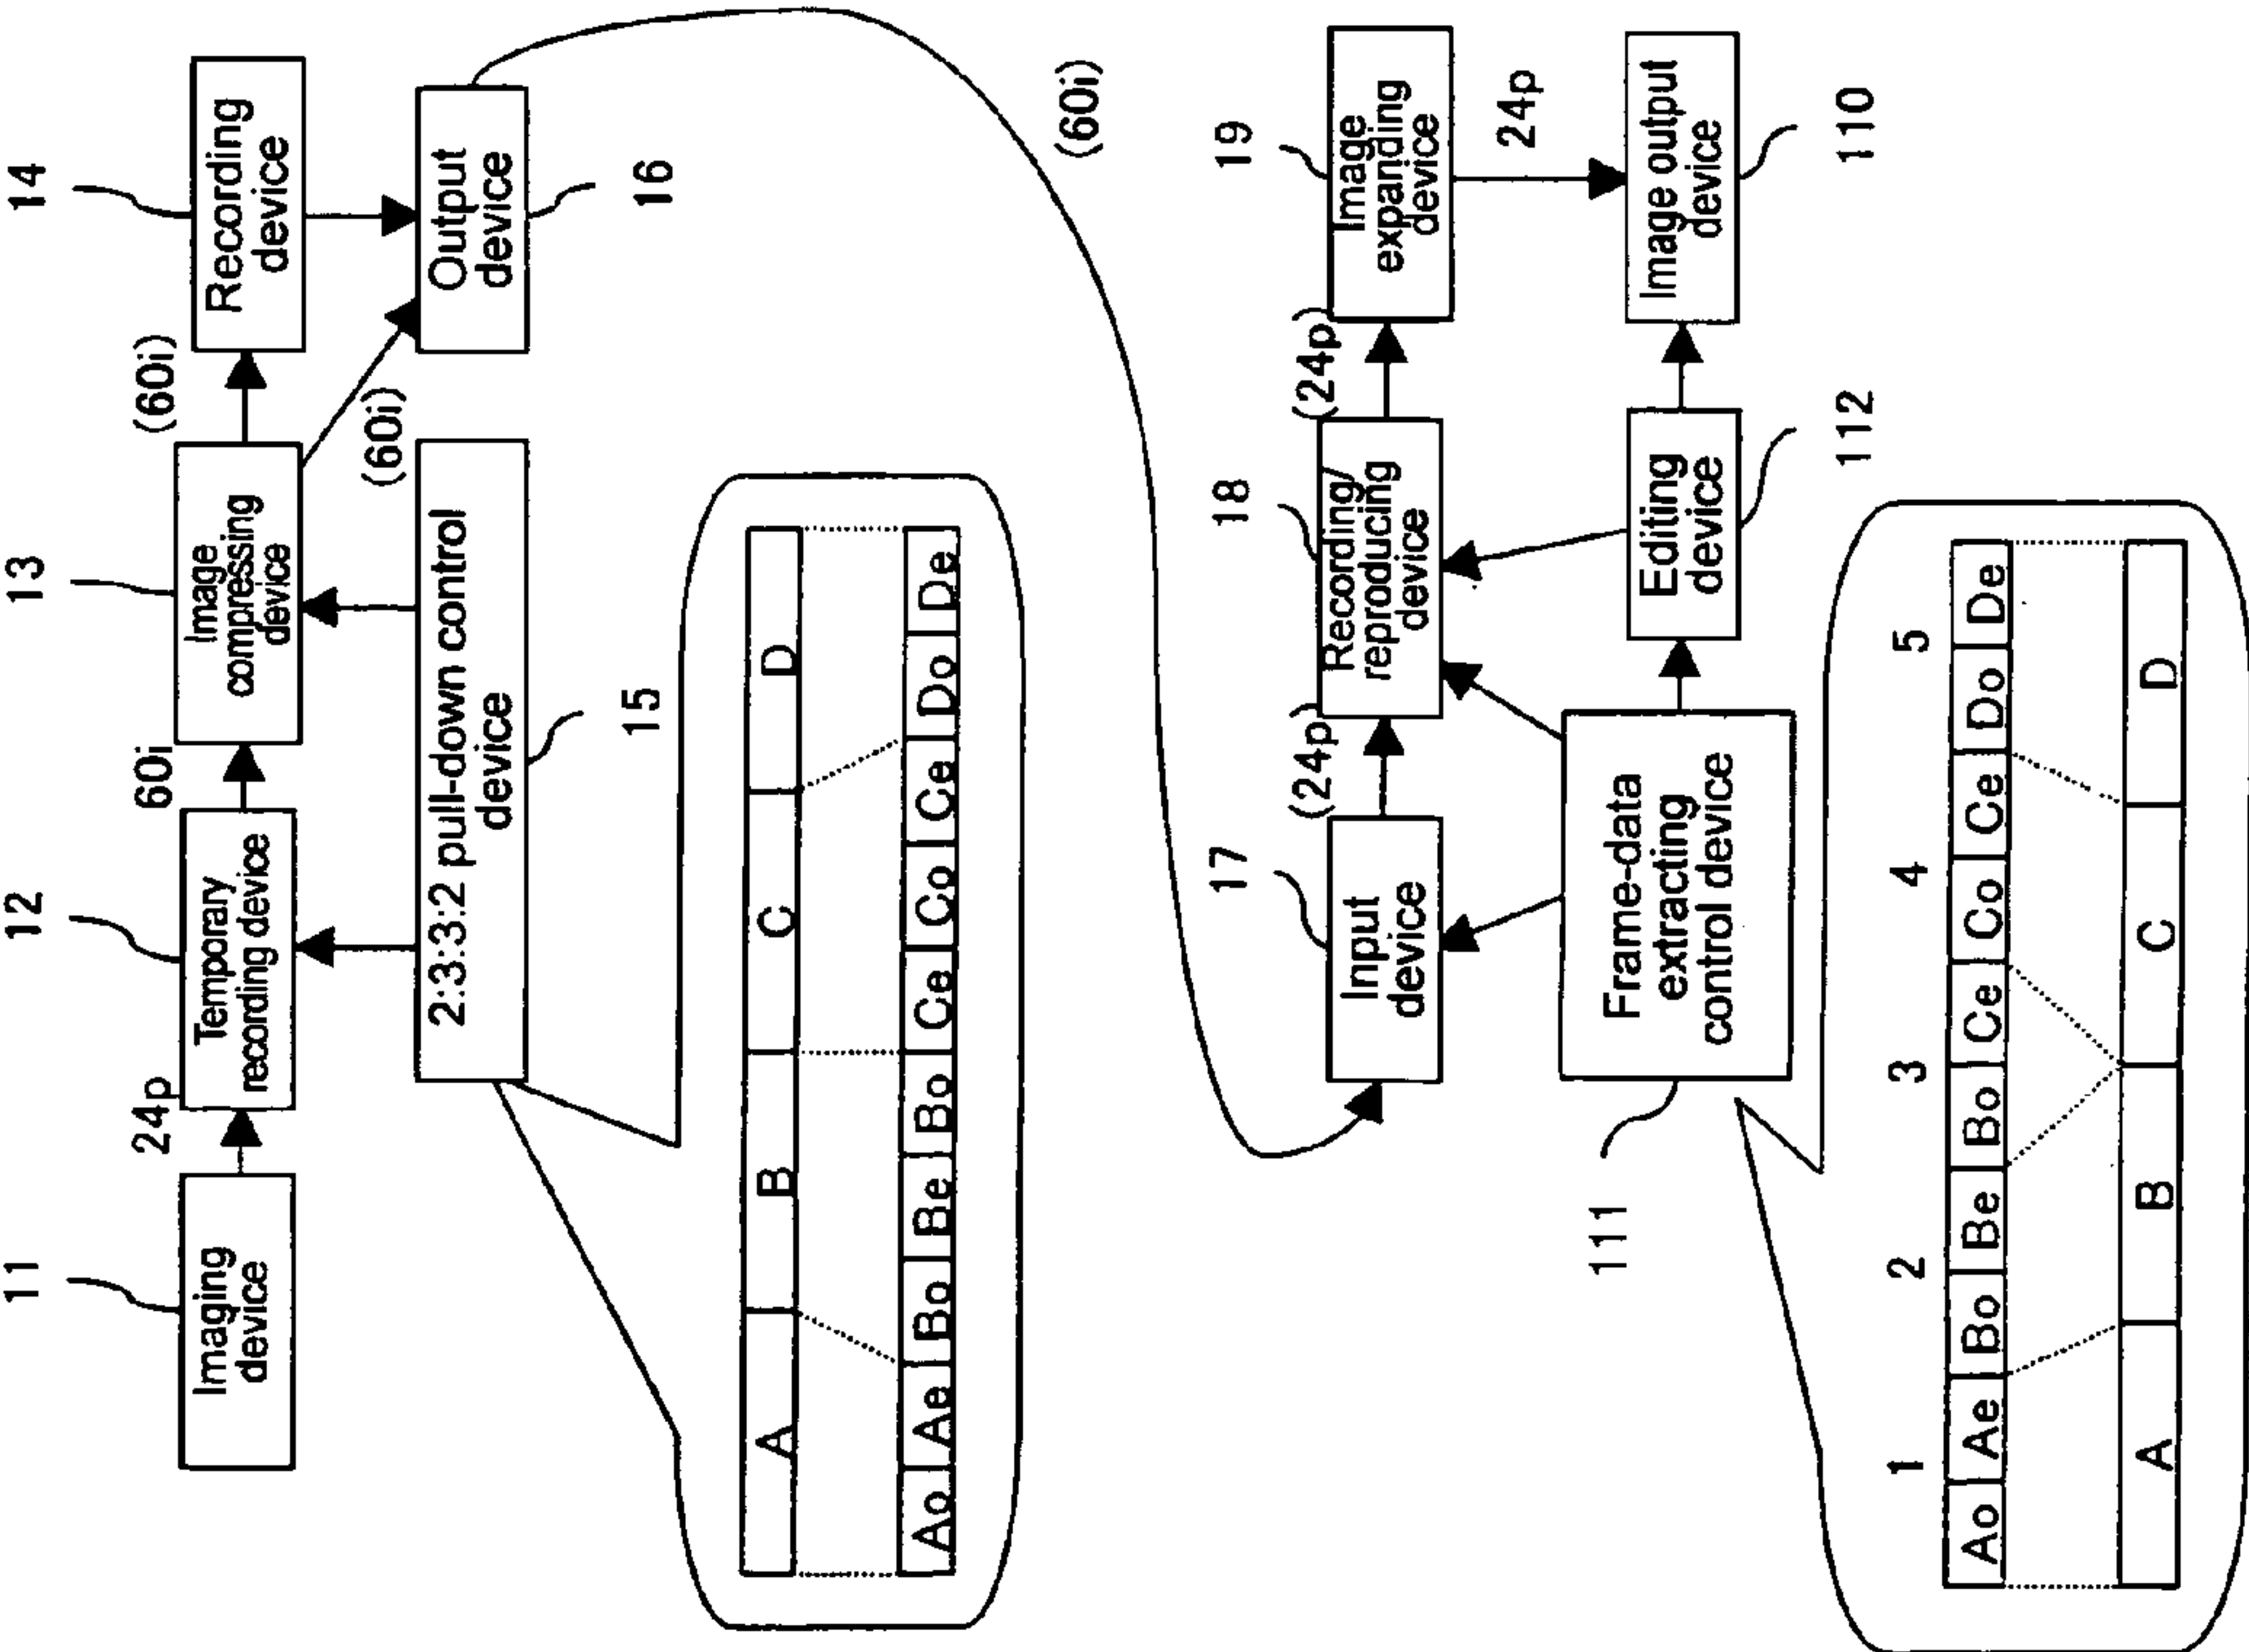 11
12
13
14
Imaging
device
24p
Temporary
recording device
60i
Image
compressing
device
(60i)
Recording
device
2:3:3:2 pull-down control
device
(60i)
Output
device
15
16
A
B
C
D
Ao
Ae
Bo
Be
Bo
Ce
Co
Ce
Do
De
(60i)
17
18
19
Input
device
(24p)
Recording/
reproducing
device
(24p)
Image
expanding
device
24p
Frame-data
extracting
control device
Editing
device
Image output
device
111
112
110
1
2
3
4
5
Ao
Ae
Bo
Be
Bo
Ce
Co
Ce
Do
De
A
B
C
D